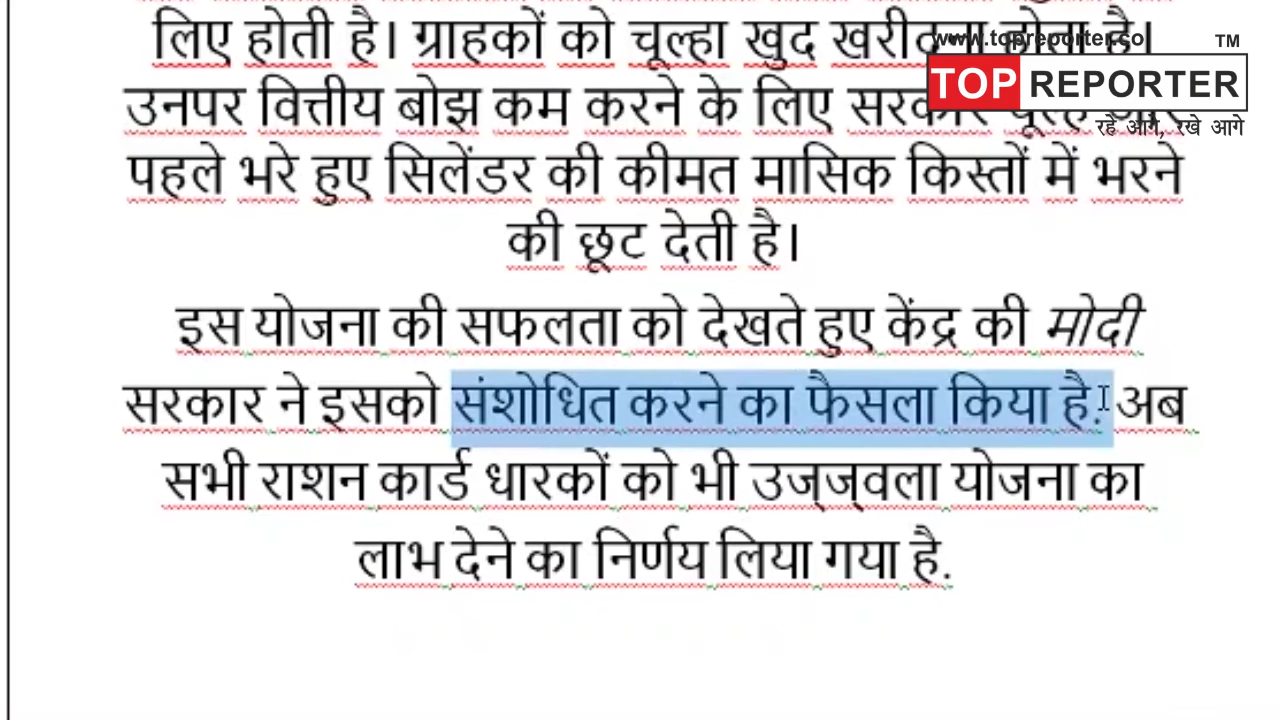 लिए होती है। ग्राहकों को चूल्हा खुद खरीदना होता है।
www.topreporter.co
TM
TOP REPORTER
रहे आगे, रखे आगे
उनपर वित्तीय बोझ कम करने के लिए सरकार चूल्हे और
पहले भरे हुए सिलेंडर की कीमत मासिक किस्तों में भरने
की छूट देती है।
इस योजना की सफलता को देखते हुए केंद्र की मोदी
सरकार ने इसको संशोधित करने का फैसला किया है. अब
सभी राशन कार्ड धारकों को भी उज्ज्वला योजना का
लाभ देने का निर्णय लिया गया है.